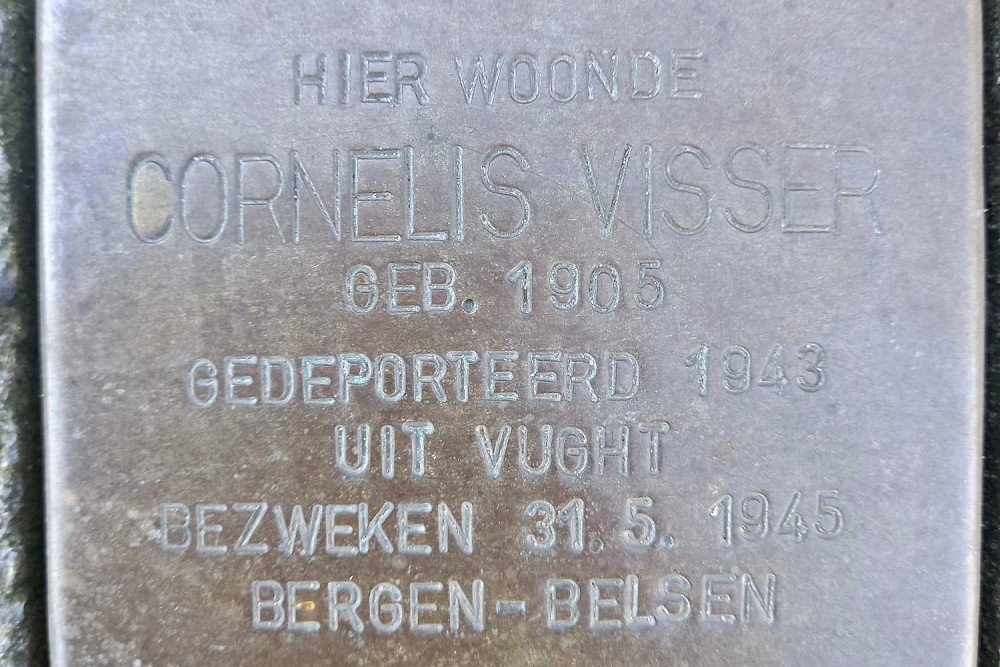 HIER WOONDE
CORNELIS VISSER
GEB. 1905
GEDEPORTEERD 1943
UIT VUGHT
BEZWEKEN 31.5.1945
BERGEN-BELSEN